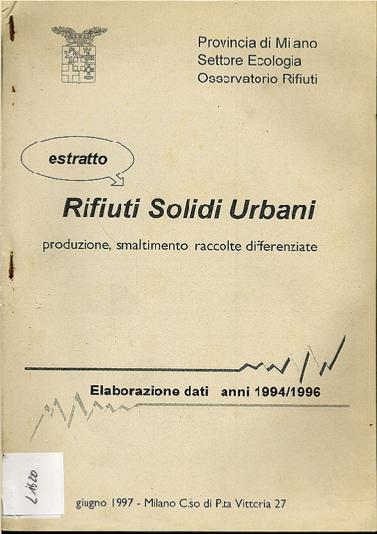 Provincia di Milano
Settore Ecologia
Osservatorio Rifiuti
estratto
Rifiuti Solidi Urbani
produzione, smaltimento, raccolte differenziate
Elaborazione dati anni 1994/1996
L 1520
giugno 1997 - Milano C.so di P.ta Vittoria 27